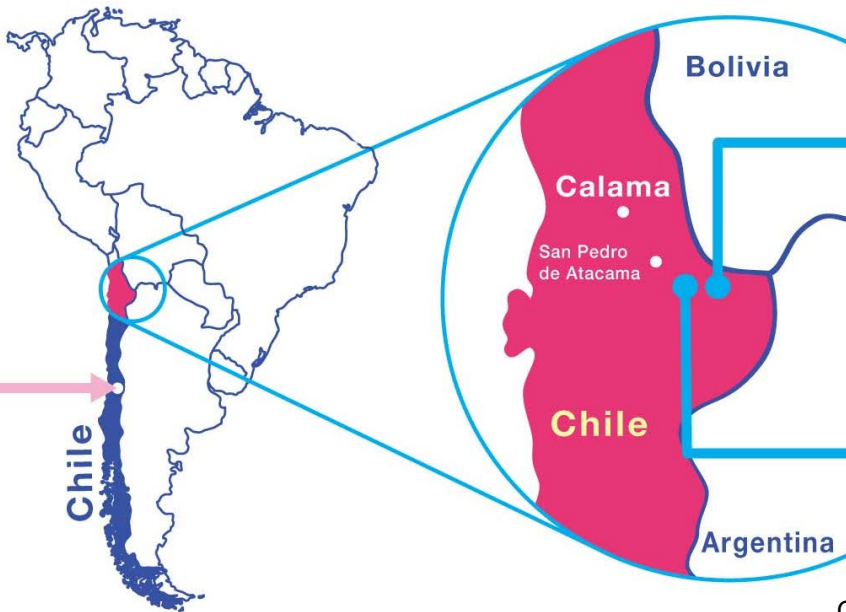 Bolivia
Calama
San Pedro
de Atacama
Chile
Chile
Argentina